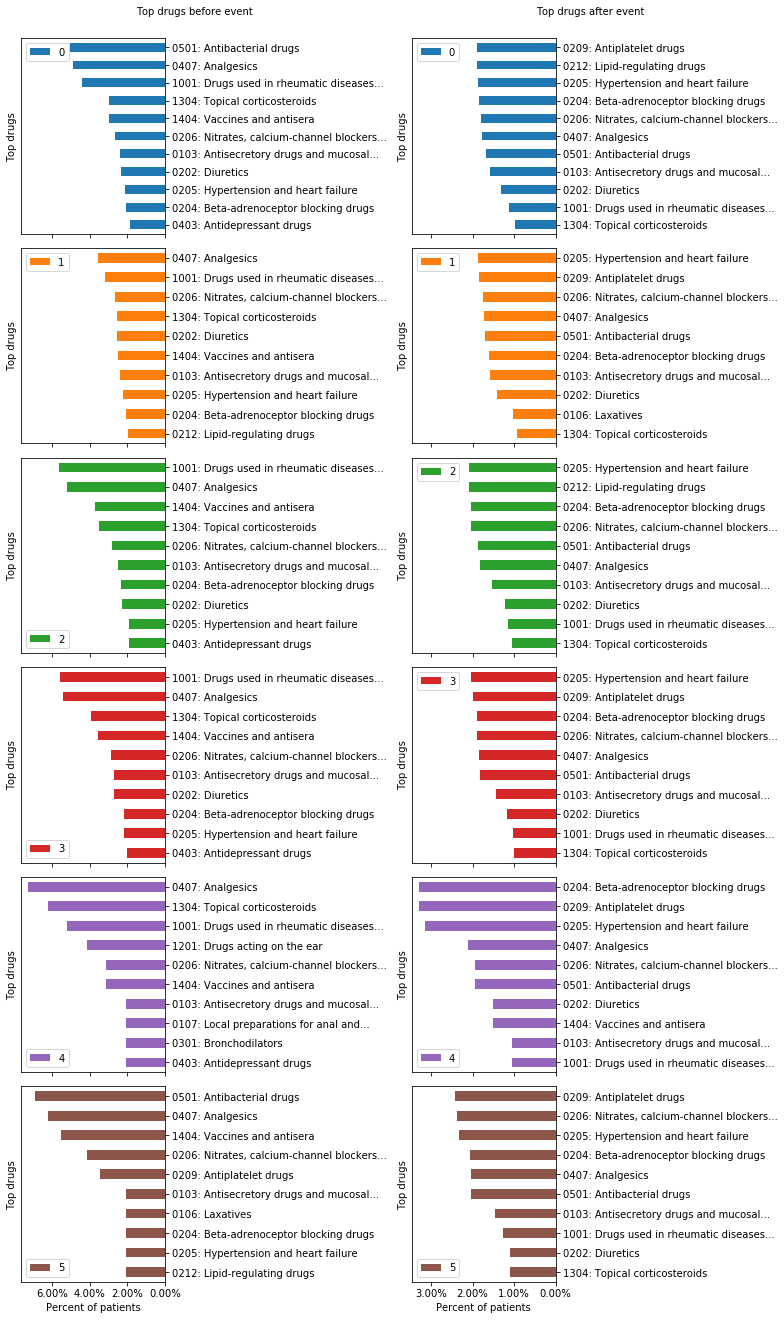 Top drugs before event
0
0501: Antibacterial drugs
0407: Analgesics
1001: Drugs used in rheumatic diseases...
1304: Topical corticosteroids
1404: Vaccines and antisera
0206: Nitrates, calcium-channel blockers...
0103: Antisecretory drugs and mucosal...
0202: Diuretics
0205: Hypertension and heart failure
0204: Beta-adrenoceptor blocking drugs
0403: Antidepressant drugs
Top drugs
1
0407: Analgesics
1001: Drugs used in rheumatic diseases...
0206: Nitrates, calcium-channel blockers...
1304: Topical corticosteroids
0202: Diuretics
1404: Vaccines and antisera
0103: Antisecretory drugs and mucosal...
0205: Hypertension and heart failure
0204: Beta-adrenoceptor blocking drugs
0212: Lipid-regulating drugs
Top drugs
1001: Drugs used in rheumatic diseases...
0407: Analgesics
1404: Vaccines and antisera
1304: Topical corticosteroids
0206: Nitrates, calcium-channel blockers...
0103: Antisecretory drugs and mucosal...
0204: Beta-adrenoceptor blocking drugs
0202: Diuretics
0205: Hypertension and heart failure
0403: Antidepressant drugs
2
Top drugs
1001: Drugs used in rheumatic diseases...
0407: Analgesics
1304: Topical corticosteroids
1404: Vaccines and antisera
0206: Nitrates, calcium-channel blockers...
0103: Antisecretory drugs and mucosal...
0202: Diuretics
0204: Beta-adrenoceptor blocking drugs
0205: Hypertension and heart failure
0403: Antidepressant drugs
3
Top drugs
0407: Analgesics
1304: Topical corticosteroids
1001: Drugs used in rheumatic diseases...
1201: Drugs acting on the ear
0206: Nitrates, calcium-channel blockers...
1404: Vaccines and antisera
0103: Antisecretory drugs and mucosal...
0107: Local preparations for anal and...
0301: Bronchodilators
0403: Antidepressant drugs
4
Top drugs
0501: Antibacterial drugs
0407: Analgesics
1404: Vaccines and antisera
0206: Nitrates, calcium-channel blockers...
0209: Antiplatelet drugs
0103: Antisecretory drugs and mucosal...
0106: Laxatives
0204: Beta-adrenoceptor blocking drugs
0205: Hypertension and heart failure
0212: Lipid-regulating drugs
5
Top drugs
6.00% 4.00% 2.00% 0.00%
Percent of patients
Top drugs after event
0
0209: Antiplatelet drugs
0212: Lipid-regulating drugs
0205: Hypertension and heart failure
0204: Beta-adrenoceptor blocking drugs
0206: Nitrates, calcium-channel blockers...
0407: Analgesics
0501: Antibacterial drugs
0103: Antisecretory drugs and mucosal...
0202: Diuretics
1001: Drugs used in rheumatic diseases...
1304: Topical corticosteroids
Top drugs
1
0205: Hypertension and heart failure
0209: Antiplatelet drugs
0206: Nitrates, calcium-channel blockers...
0407: Analgesics
0501: Antibacterial drugs
0204: Beta-adrenoceptor blocking drugs
0103: Antisecretory drugs and mucosal...
0202: Diuretics
0106: Laxatives
1304: Topical corticosteroids
Top drugs
2
0205: Hypertension and heart failure
0212: Lipid-regulating drugs
0204: Beta-adrenoceptor blocking drugs
0206: Nitrates, calcium-channel blockers...
0501: Antibacterial drugs
0407: Analgesics
0103: Antisecretory drugs and mucosal...
0202: Diuretics
1001: Drugs used in rheumatic diseases...
1304: Topical corticosteroids
Top drugs
3
0205: Hypertension and heart failure
0209: Antiplatelet drugs
0204: Beta-adrenoceptor blocking drugs
0206: Nitrates, calcium-channel blockers...
0407: Analgesics
0501: Antibacterial drugs
0103: Antisecretory drugs and mucosal...
0202: Diuretics
1001: Drugs used in rheumatic diseases...
1304: Topical corticosteroids
Top drugs
0204: Beta-adrenoceptor blocking drugs
0209: Antiplatelet drugs
0205: Hypertension and heart failure
0407: Analgesics
0206: Nitrates, calcium-channel blockers...
0501: Antibacterial drugs
0202: Diuretics
1404: Vaccines and antisera
0103: Antisecretory drugs and mucosal...
1001: Drugs used in rheumatic diseases...
4
Top drugs
0209: Antiplatelet drugs
0206: Nitrates, calcium-channel blockers...
0205: Hypertension and heart failure
0204: Beta-adrenoceptor blocking drugs
0407: Analgesics
0501: Antibacterial drugs
0103: Antisecretory drugs and mucosal...
1001: Drugs used in rheumatic diseases...
0202: Diuretics
1304: Topical corticosteroids
5
Top drugs
3.00% 2.00% 1.00% 0.00%
Percent of patients